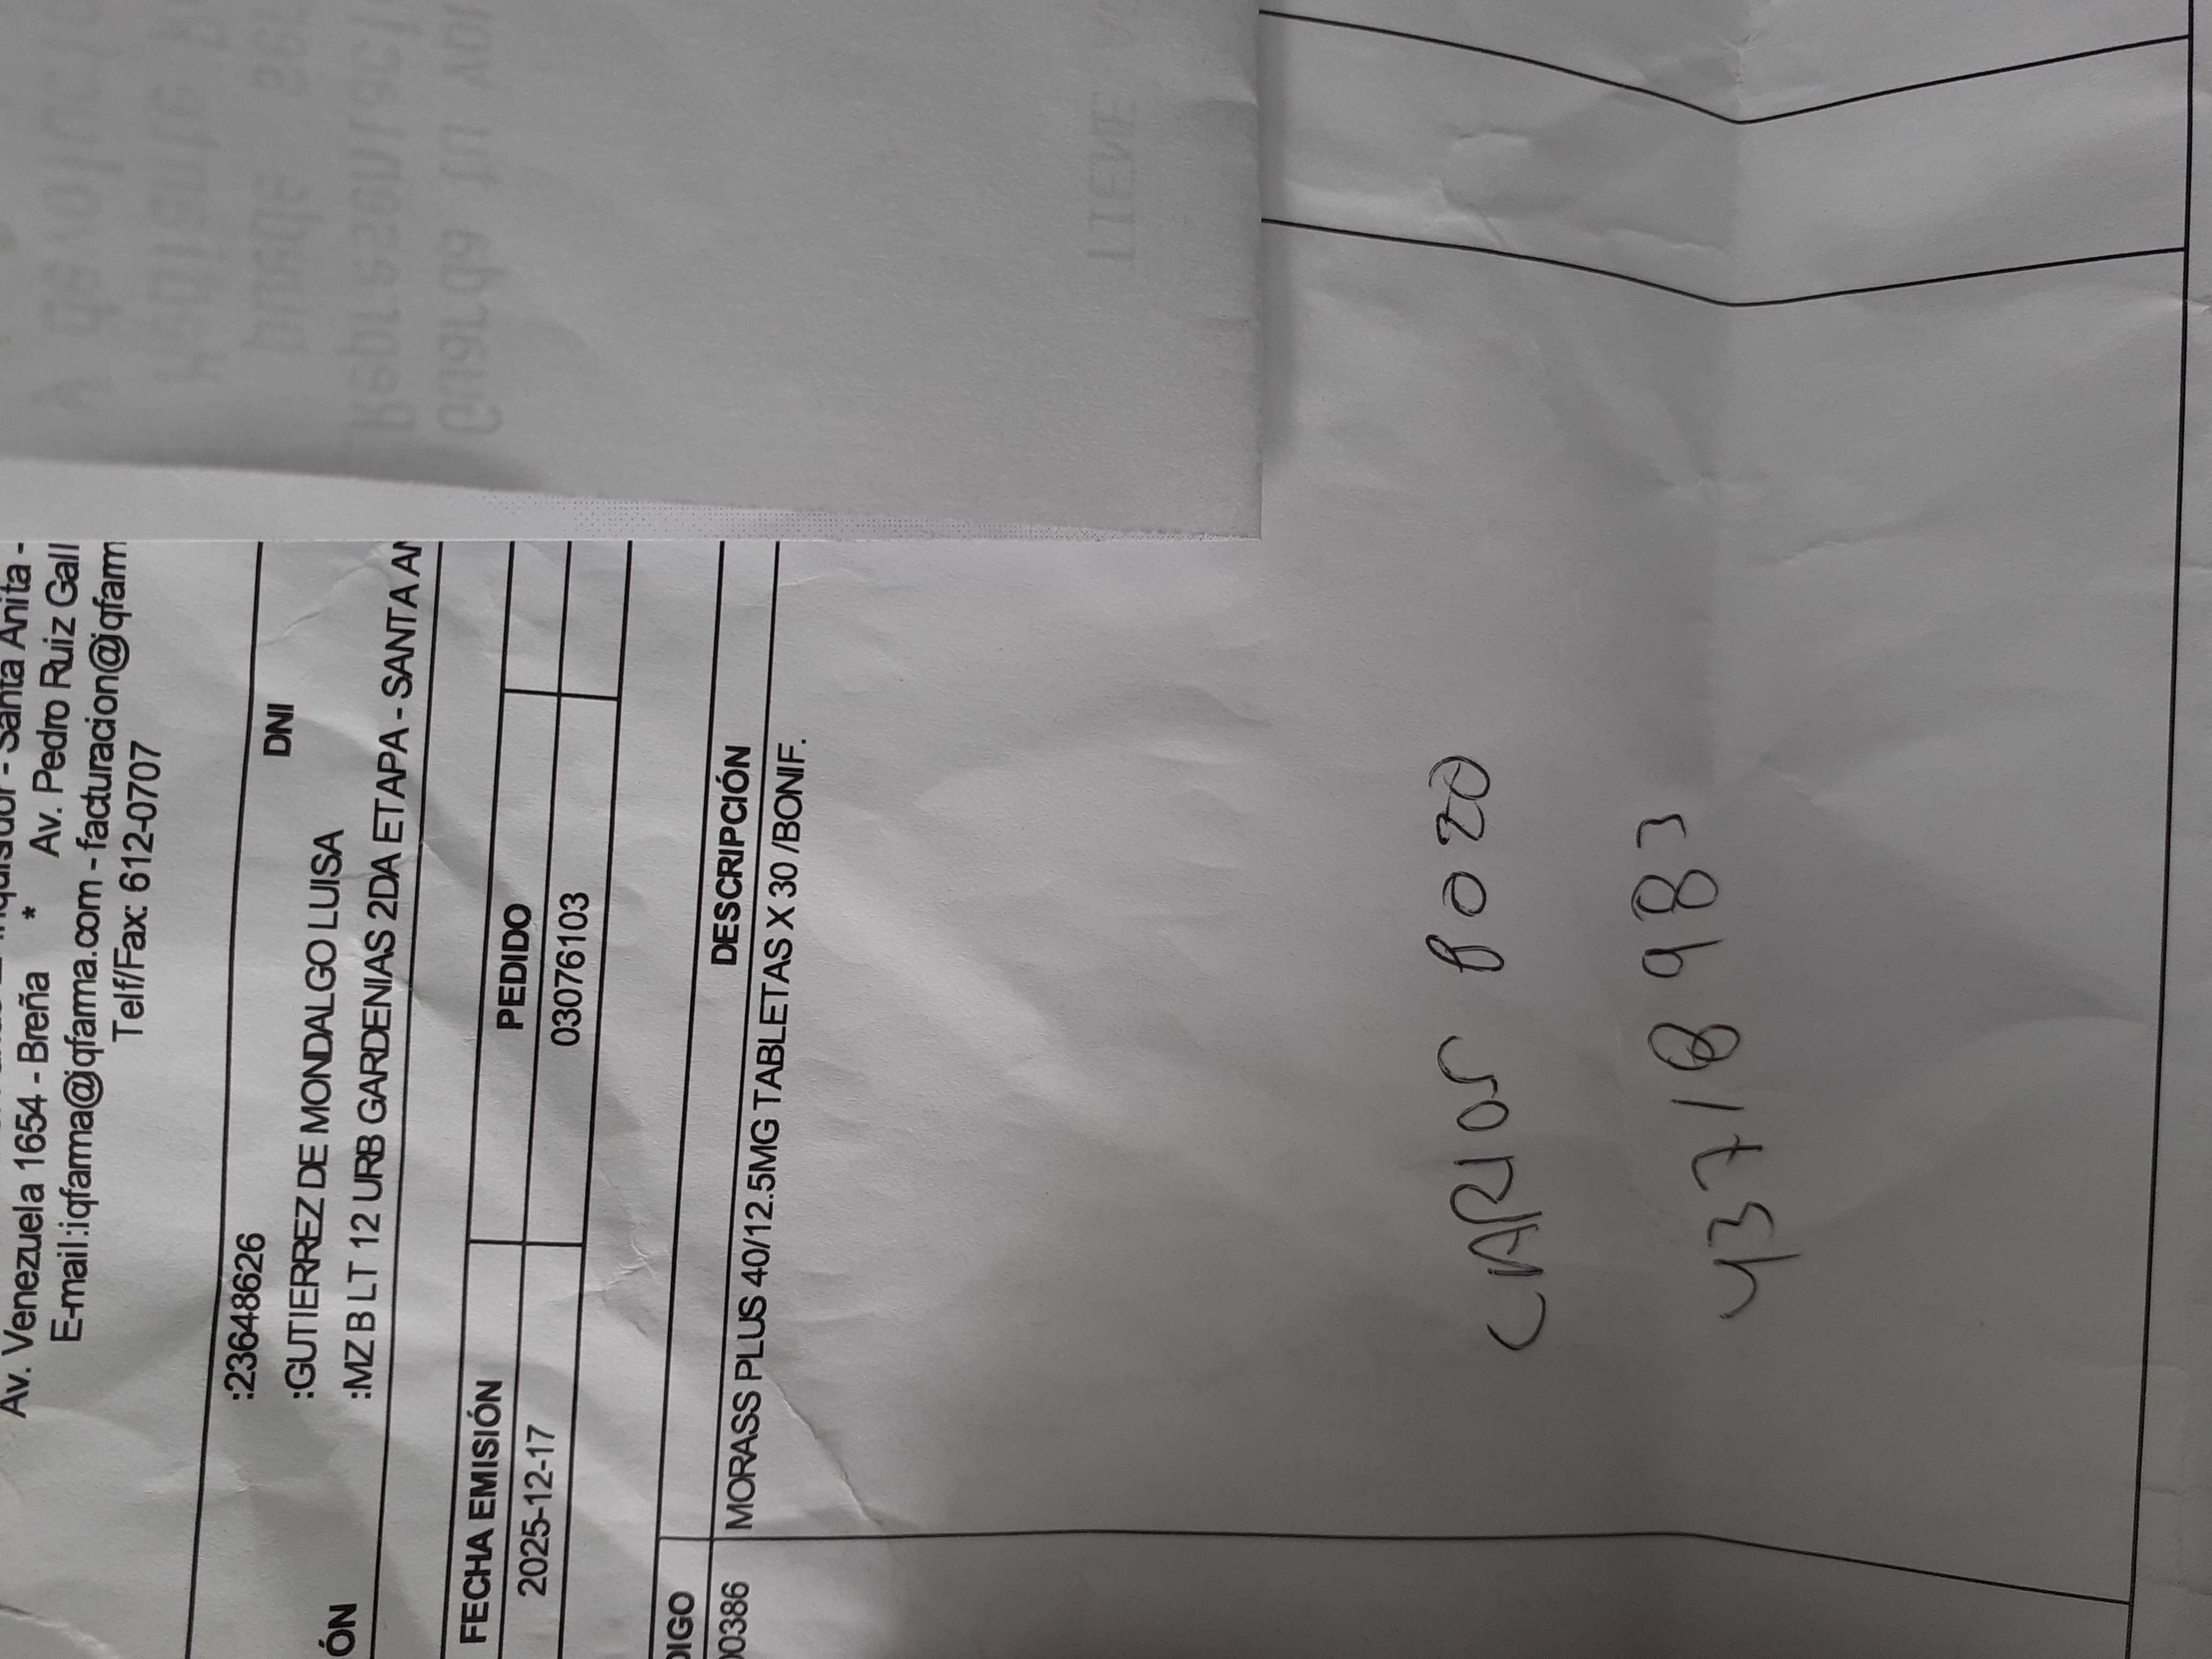 Av. Venezuela 1654 - Breña * Av. Pedro Ruiz Gall
E-mail:iqfarma@iqfarma.com - facturacion@iqfarm
Telf/Fax: 612-0707
:23648626 DNI
:GUTIERREZ DE MONDALGO LUISA
ÓN :MZ B LT 12 URB GARDENIAS 2DA ETAPA - SANTA AN
FECHA EMISIÓN PEDIDO
2025-12-17 03076103
DIGO DESCRIPCIÓN
00386 MORASS PLUS 40/12.5MG TABLETAS X 30 /BONIF.
CARLOS POZO
43718983